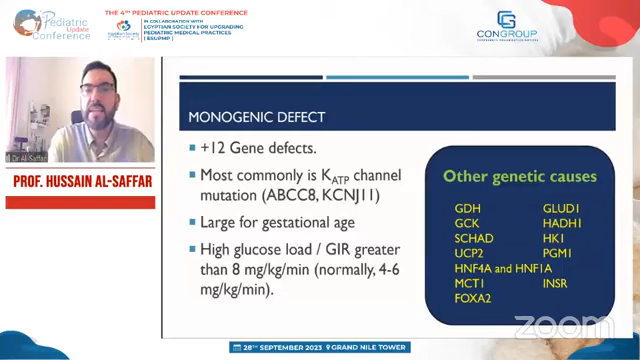 Pediatric
Update
Conference
THE 4TH PEDIATRIC UPDATE CONFERENCE
IN COLLABORATION WITH
EGYPTIAN SOCIETY FOR UPGRADING
PEDIATRIC MEDICAL PRACTICES
( ESUPMP )
CONGROUP
Dr Al-Saffar
PROF. HUSSAIN AL-SAFFAR
MONOGENIC DEFECT
+12 Gene defects.
Most commonly is KATP channel
mutation (ABCC8, KCNJ11)
Large for gestational age
High glucose load / GIR greater
than 8 mg/kg/min (normally, 4-6
mg/kg/min).
Other genetic causes
GDH GLUD1
GCK HADH1
SCHAD HK1
UCP2 PGM1
HNF4A and HNF1A
MCT1 INSR
FOXA2
zoom
28TH SEPTEMBER 2023 GRAND NILE TOWER